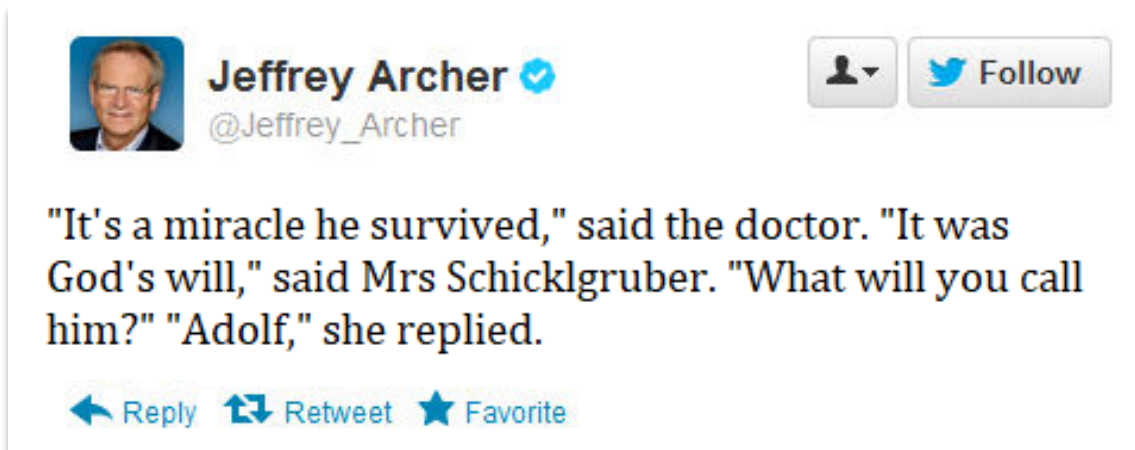 Jeffrey Archer
Follow
@Jeffrey_Archer
"It's a miracle he survived," said the doctor. "It was
God's will," said Mrs Schicklgruber. "What will you call
him?" "Adolf," she replied.
Reply Retweet Favorite